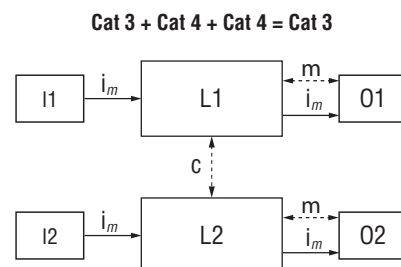 Cat 3 + Cat 4 + Cat 4 = Cat 3
I1 im L1 m im O1
c
I2 im L2 m im O2